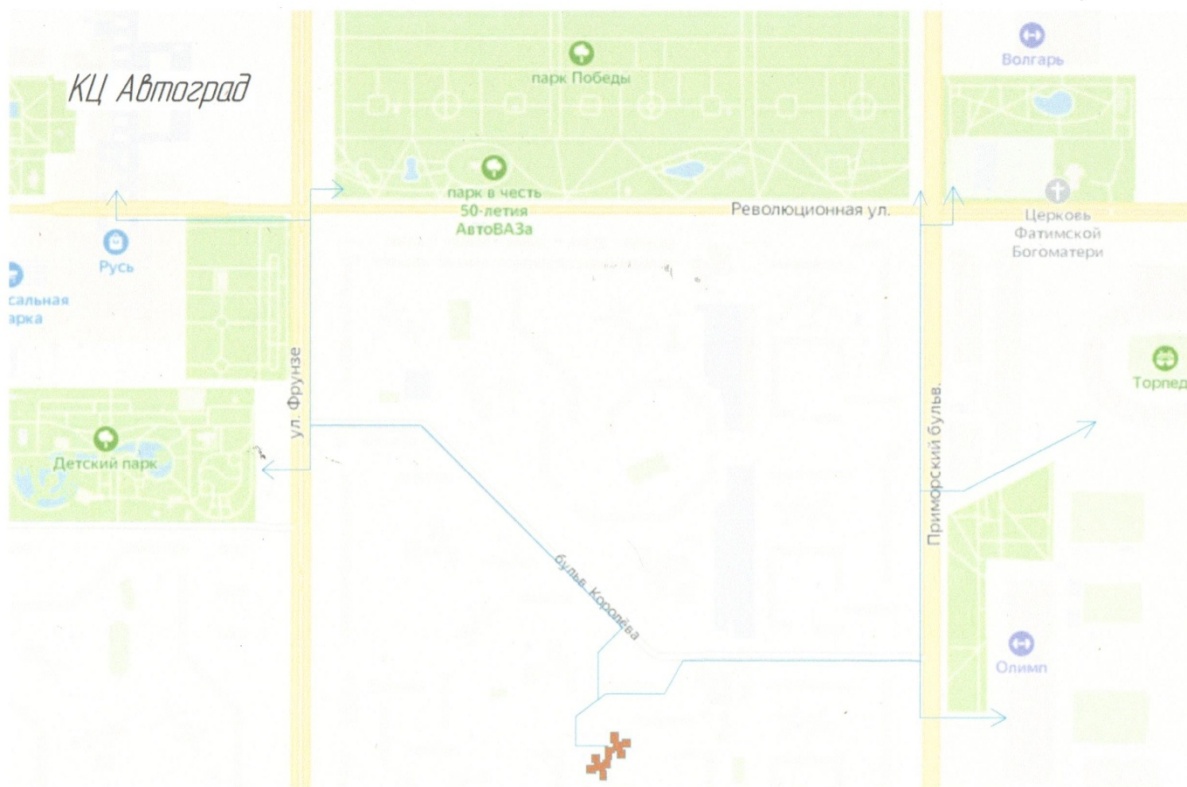 Волгарь
КЦ Автоград
парк Победы
парк в честь
50-летия
АвтоВАЗа
Революционная ул.
Церковь
Фатимской
Богоматери
Русь
сальная
арка
ул. Фрунзе
Торпед
Приморский бульв.
Детский парк
бульв. Королёва
Олимп